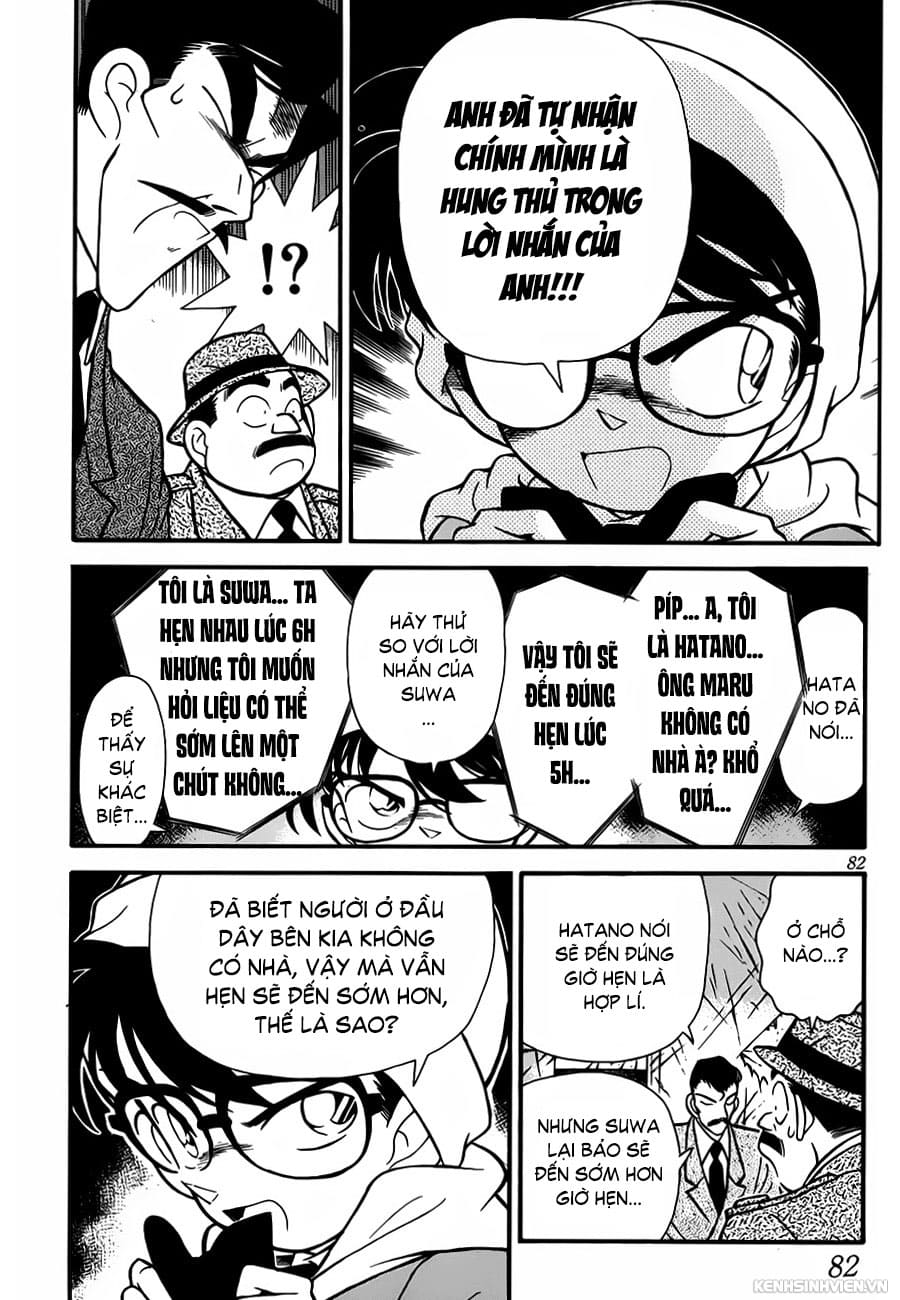 ANH ĐÃ TỰ NHẬN
CHÍNH MÌNH LÀ
HUNG THỦ TRONG
LỜI NHẮN CỦA
ANH!!!
!?
HATA
NO ĐÃ
NÓI...
PÍP... A, TÔI
LÀ HATANO...
ÔNG MARU
KHÔNG CÓ
NHÀ À? KHỔ
QUÁ...
VẬY TÔI SẼ
ĐẾN ĐÚNG
HẸN LÚC
5H...
HÃY THỬ
SO VỚI LỜI
NHẮN CỦA
SUWA
...
TÔI LÀ SUWA... TA
HẸN NHAU LÚC 6H
NHƯNG TÔI MUỐN
HỎI LIỆU CÓ THỂ
SỚM LÊN MỘT
CHÚT KHÔNG...
ĐỂ
THẤY
SỰ
KHÁC
BIỆT...
82
Ở CHỖ
NÀO...?
HATANO NÓI
SẼ ĐẾN ĐÚNG
GIỜ HẸN LÀ
HỢP LÍ.
NHƯNG SUWA
LẠI BẢO SẼ
ĐẾN SỚM HƠN
GIỜ HẸN...
ĐÃ BIẾT NGƯỜI Ở ĐẦU
DÂY BÊN KIA KHÔNG
CÓ NHÀ, VẬY MÀ VẪN
HẸN SẼ ĐẾN SỚM HƠN,
THẾ LÀ SAO?
82
KENHSINHVIEN.VN